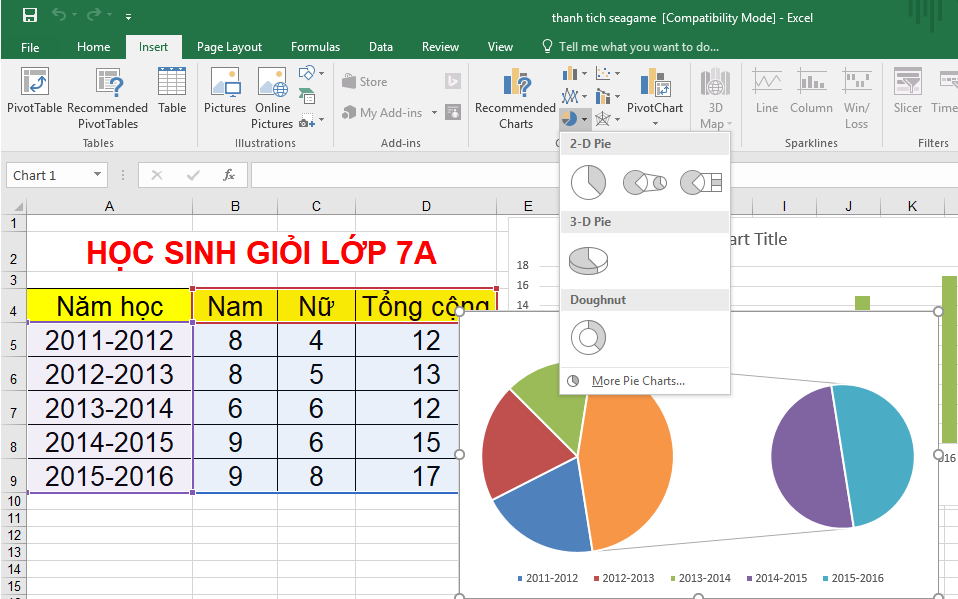 thanh tich seagame [Compatibility Mode] - Excel
File Home Insert Page Layout Formulas Data Review View Tell me what you want to do...
PivotTable Recommended PivotTables Table Pictures Online Pictures Store My Add-ins Recommended Charts PivotChart 3D Map Line Column Win/ Loss Slicer Time
Tables Illustrations Add-ins Sparklines Filters
Chart 1 fx
2-D Pie
3-D Pie
Doughnut
More Pie Charts...
A B C D E I J K
1
2 HỌC SINH GIỎI LỚP 7A
3
4 Năm học Nam Nữ Tổng cộng
5 2011-2012 8 4 12
6 2012-2013 8 5 13
7 2013-2014 6 6 12
8 2014-2015 9 6 15
9 2015-2016 9 8 17
10
11
12
13
14
15
art Title
18
16
14
016
2011-2012 2012-2013 2013-2014 2014-2015 2015-2016